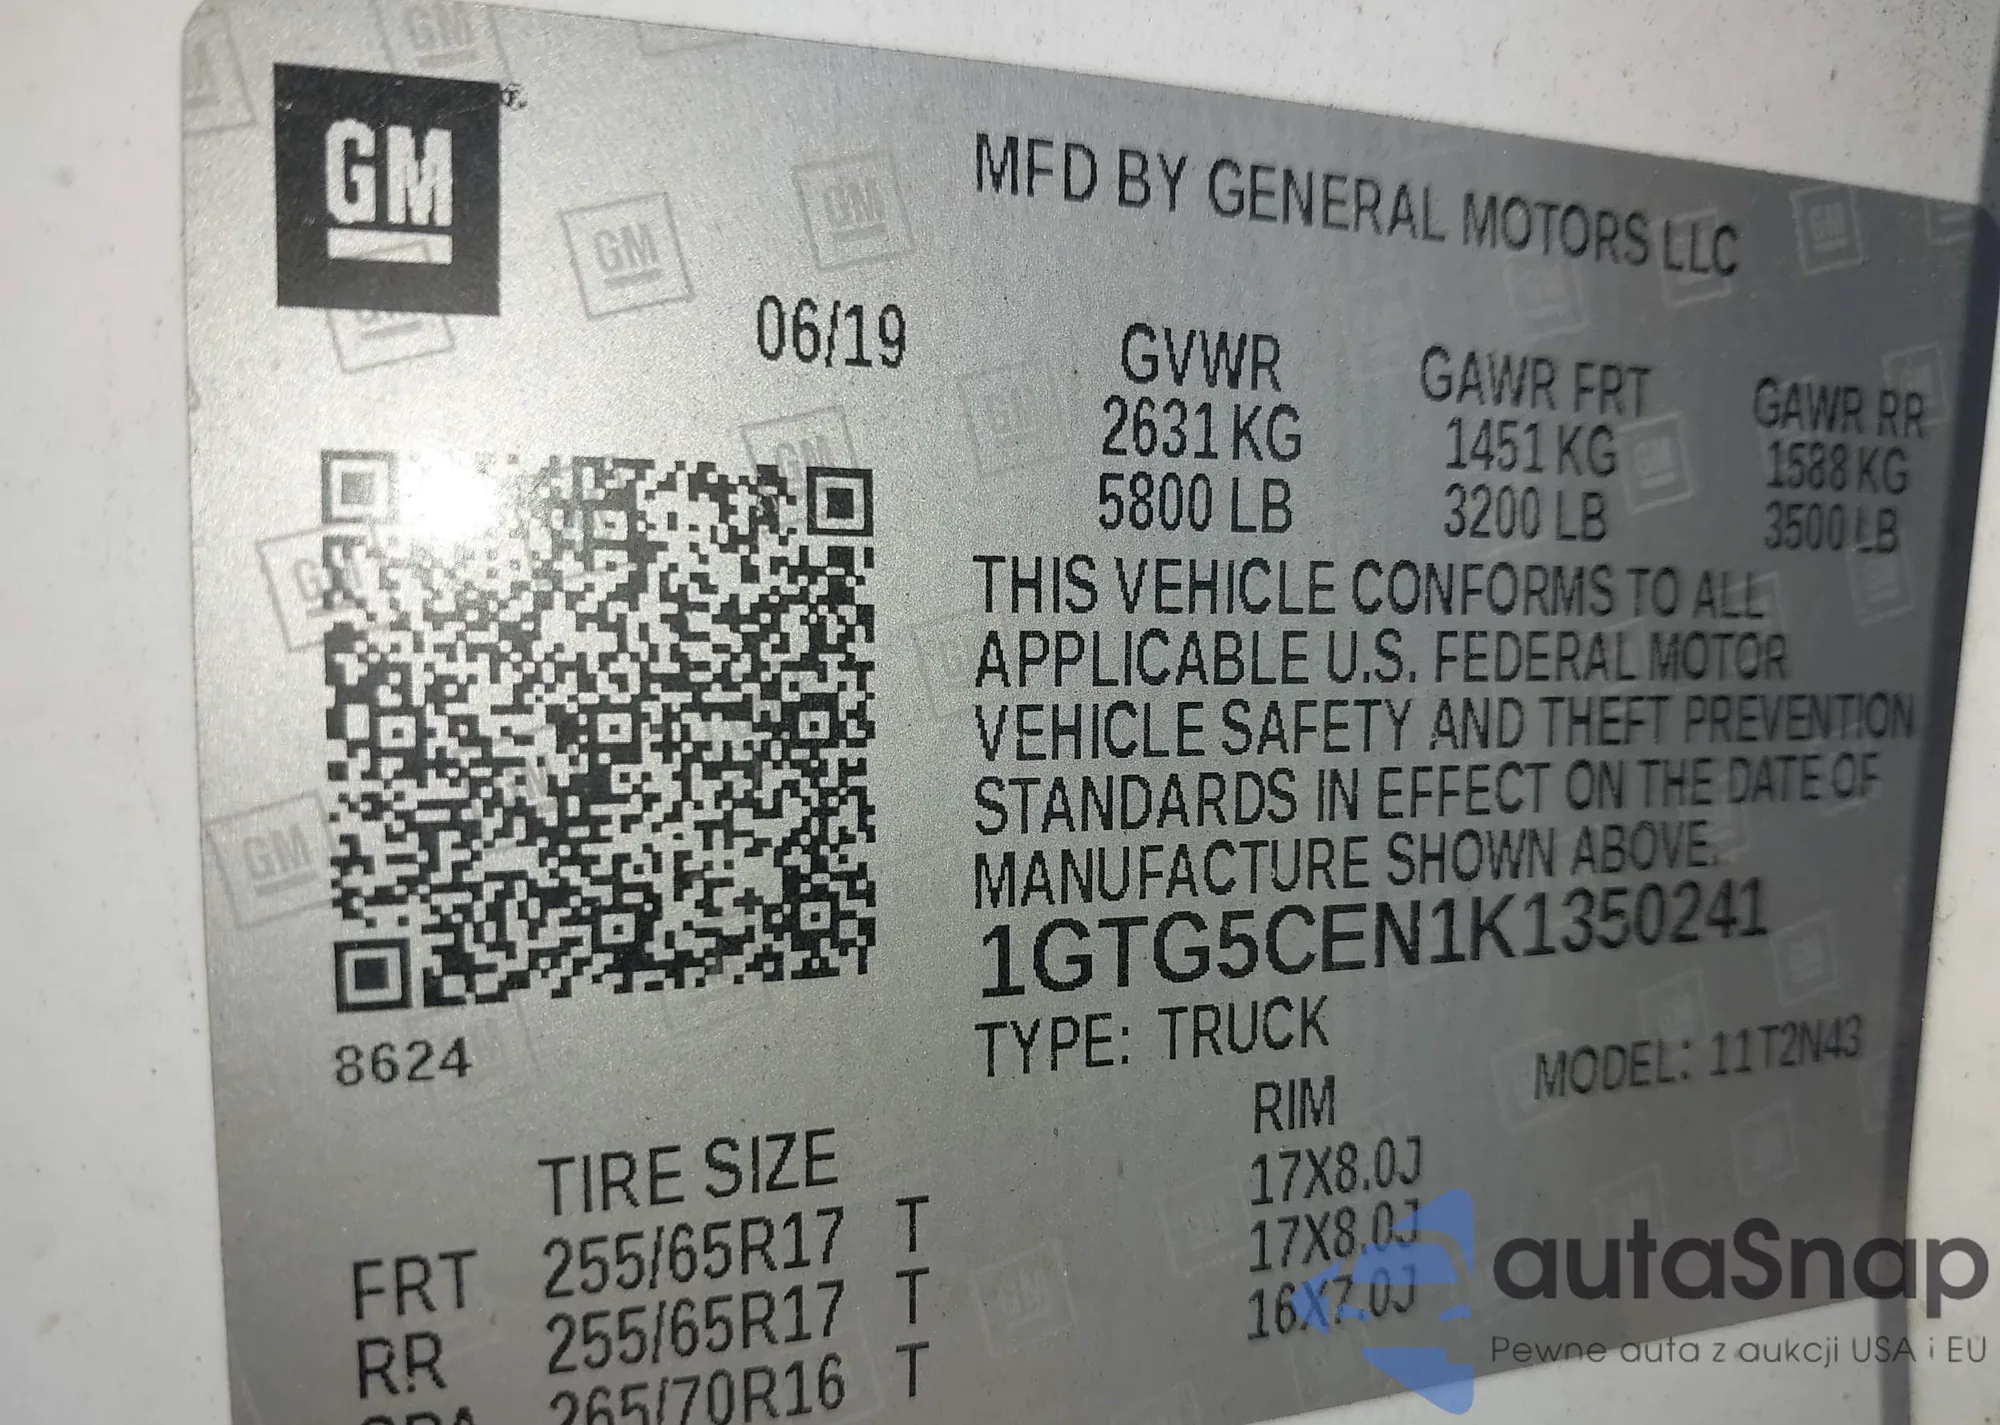 GM
MFD BY GENERAL MOTORS LLC
06/19
GVWR GAWR FRT GAWR RR
2631 KG 1451 KG 1588 KG
5800 LB 3200 LB 3500 LB
THIS VEHICLE CONFORMS TO ALL
APPLICABLE U.S. FEDERAL MOTOR
VEHICLE SAFETY AND THEFT PREVENTION
STANDARDS IN EFFECT ON THE DATE OF
MANUFACTURE SHOWN ABOVE.
1GTG5CEN1K1350241
8624
TYPE: TRUCK MODEL: 11T2N43
TIRE SIZE RIM
FRT 255/65R17 T 17X8.0J
RR 255/65R17 T 17X8.0J
265/70R16 T 16X7.0J
autaSnap
Pewne auta z aukcji USA i EU